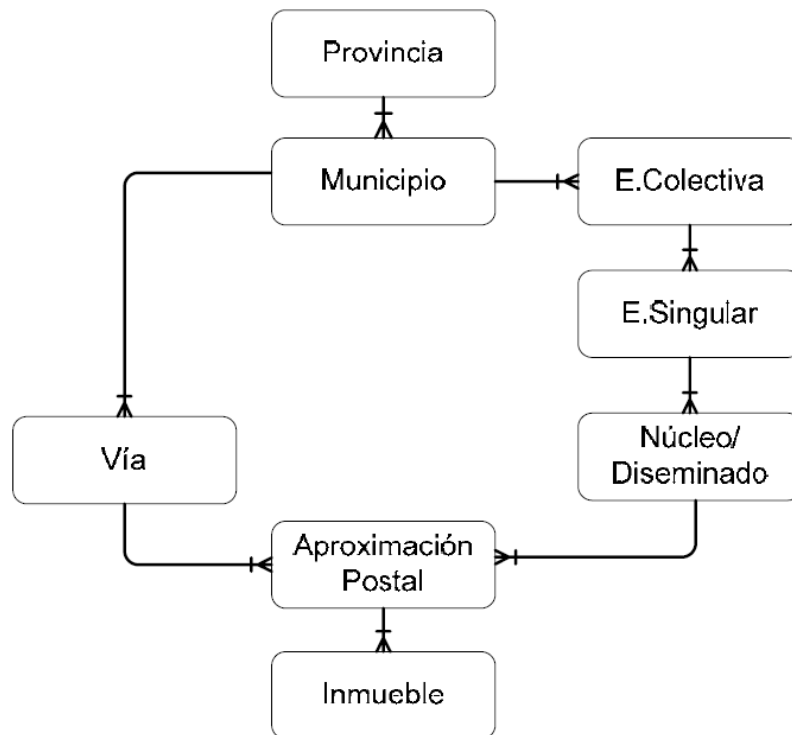 Provincia
Municipio
E.Colectiva
E.Singular
Vía
Núcleo/
Diseminado
Aproximación
Postal
Inmueble